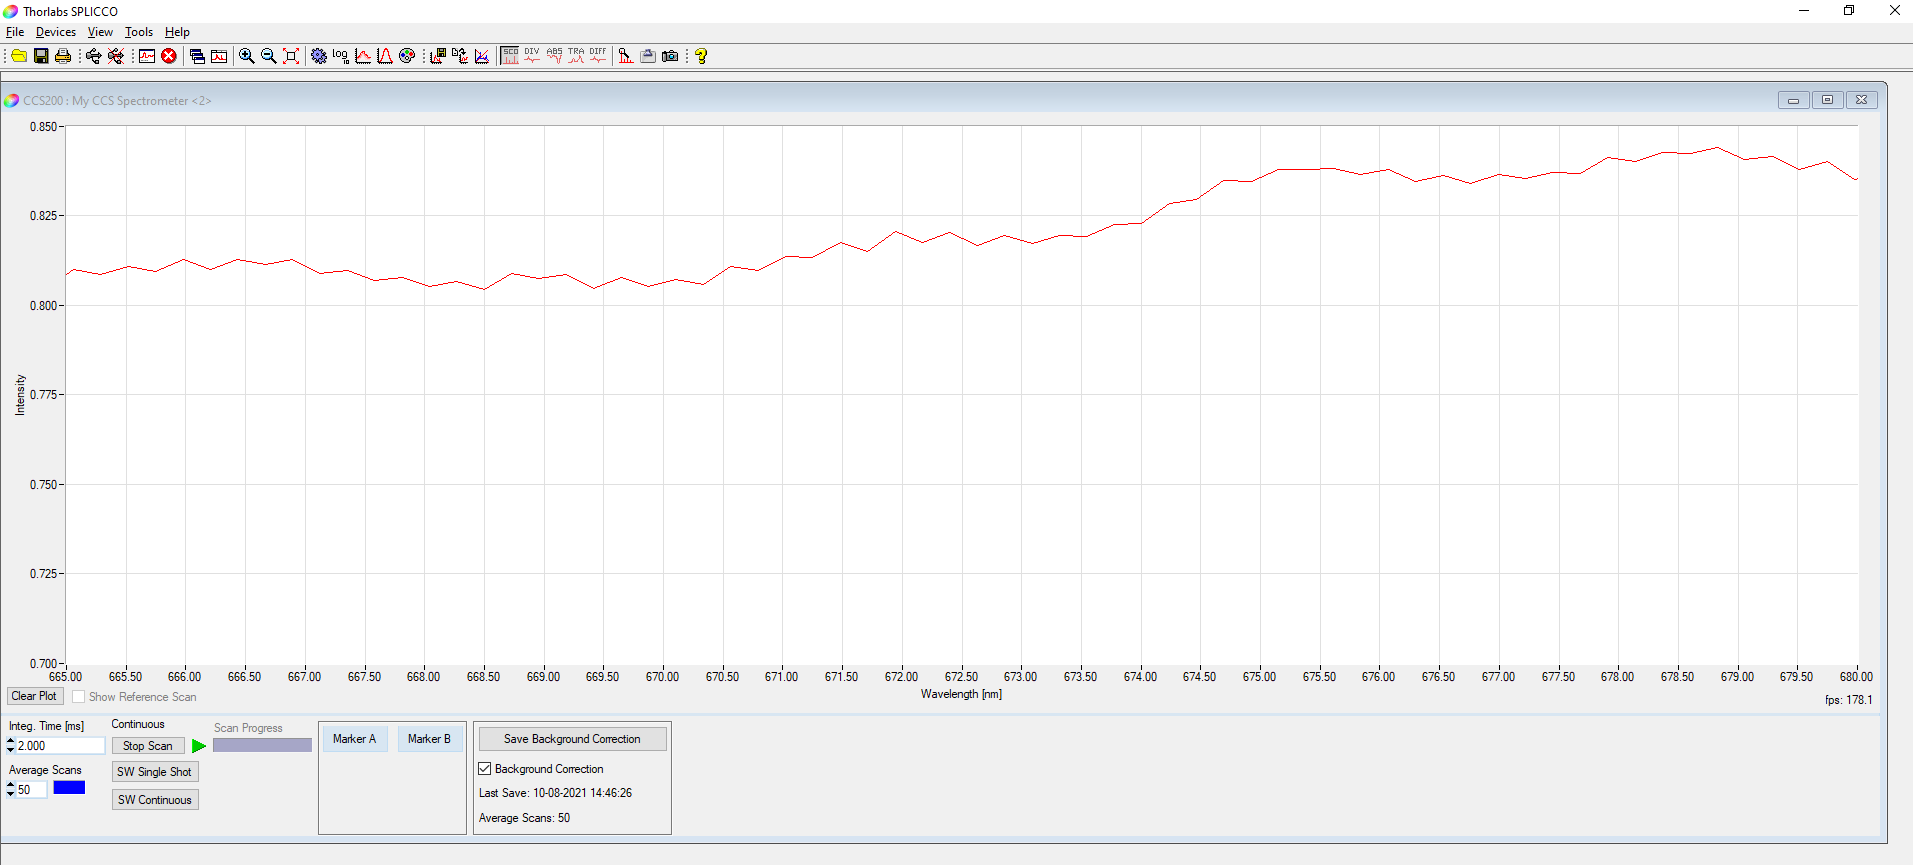 Thorlabs SPLICCO
File Devices View Tools Help
log 10 SCO DIV ABS TRA DIFF
CCS200 : My CCS Spectrometer <2>
0.850
0.825
0.800
0.775
0.750
0.725
0.700
Intensity
665.00 665.50 666.00 666.50 667.00 667.50 668.00 668.50 669.00 669.50 670.00 670.50 671.00 671.50 672.00 672.50 673.00 673.50 674.00 674.50 675.00 675.50 676.00 676.50 677.00 677.50 678.00 678.50 679.00 679.50 680.00
Wavelength [nm]
Clear Plot Show Reference Scan
fps: 178.1
Integ. Time [ms]
2.000
Average Scans
50
Continuous
Stop Scan
SW Single Shot
SW Continuous
Scan Progress
Marker A Marker B
Save Background Correction
Background Correction
Last Save: 10-08-2021 14:46:26
Average Scans: 50